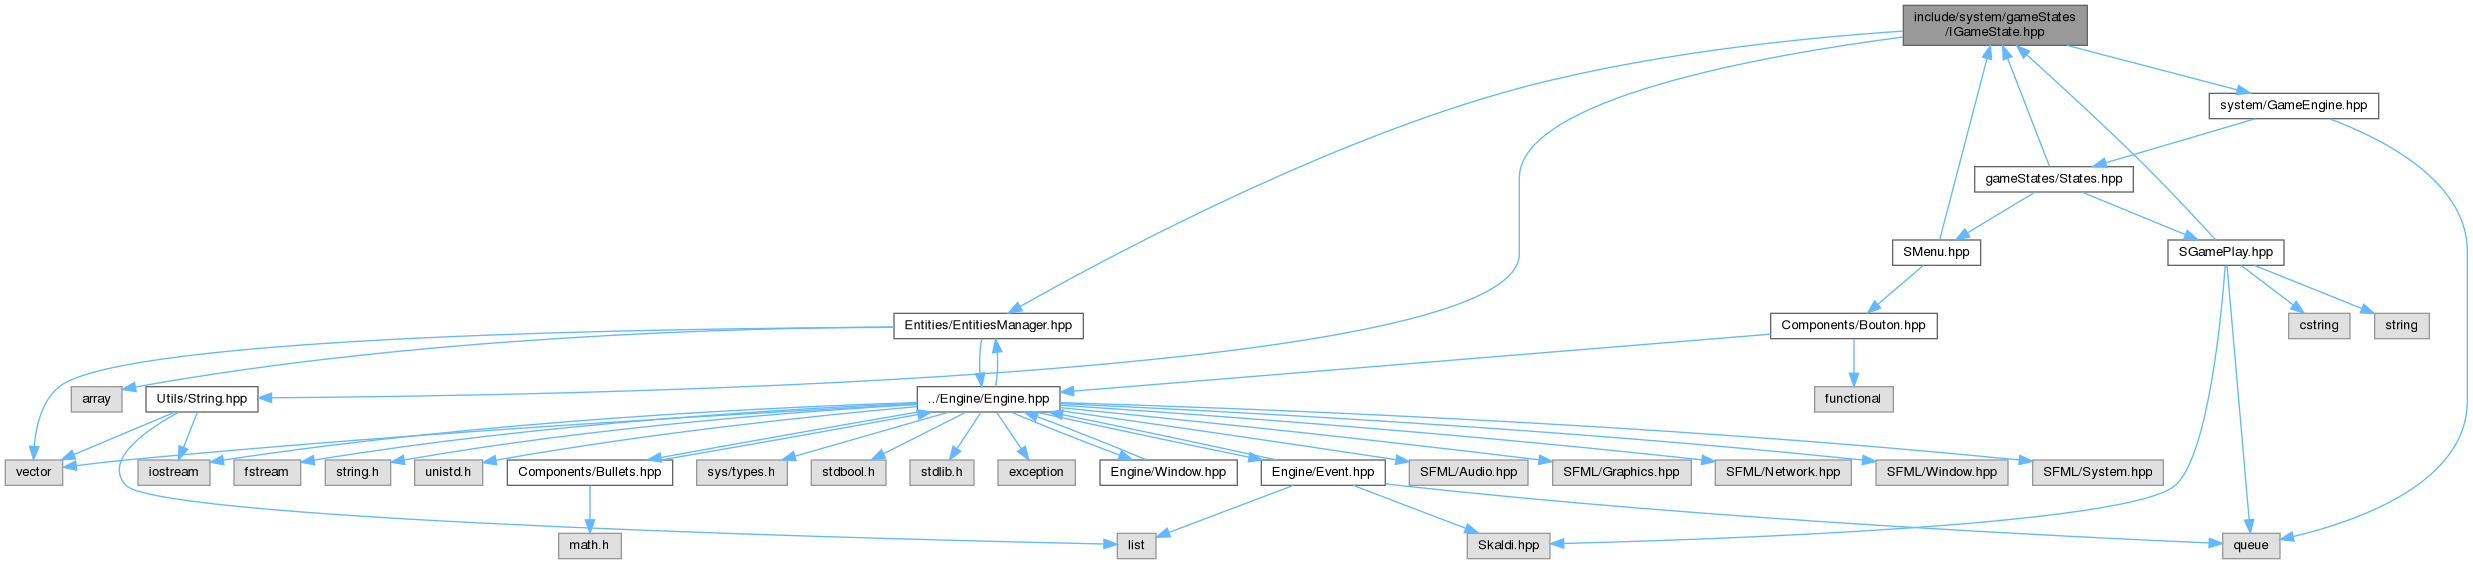 include/system/gameStates
/IGameState.hpp
system/GameEngine.hpp
gameStates/States.hpp
SMenu.hpp
SGamePlay.hpp
Entities/EntitiesManager.hpp
Components/Bouton.hpp
cstring
string
array
Utils/String.hpp
../Engine/Engine.hpp
functional
vector
iostream
fstream
string.h
unistd.h
Components/Bullets.hpp
sys/types.h
stdbool.h
stdlib.h
exception
Engine/Window.hpp
Engine/Event.hpp
SFML/Audio.hpp
SFML/Graphics.hpp
SFML/Network.hpp
SFML/Window.hpp
SFML/System.hpp
math.h
list
Skaldi.hpp
queue